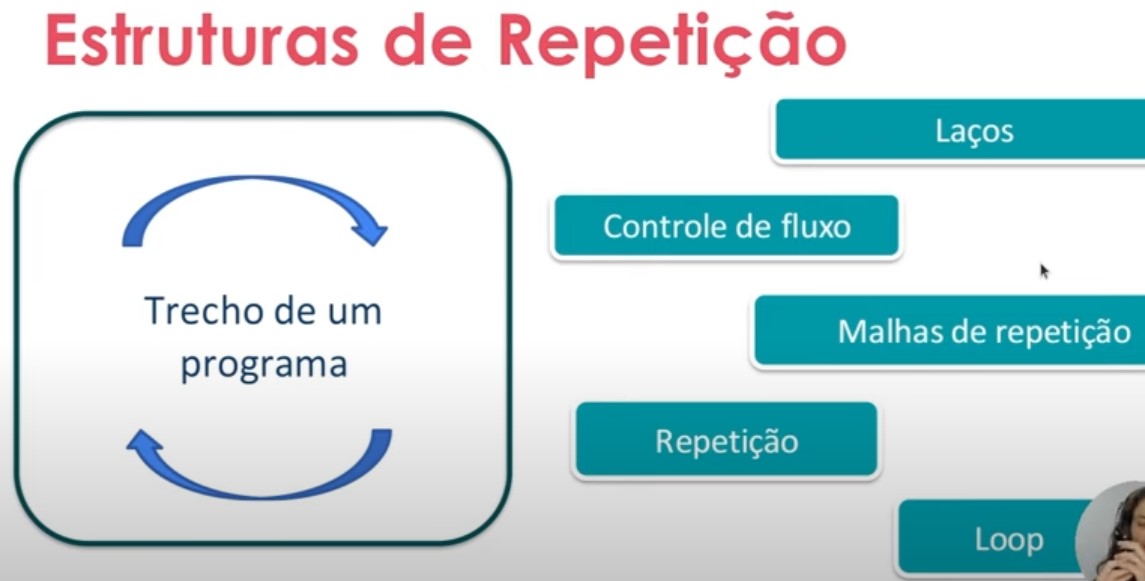 Estruturas de Repetição
Trecho de um
programa
Laços
Controle de fluxo
Malhas de repetição
Repetição
Loop